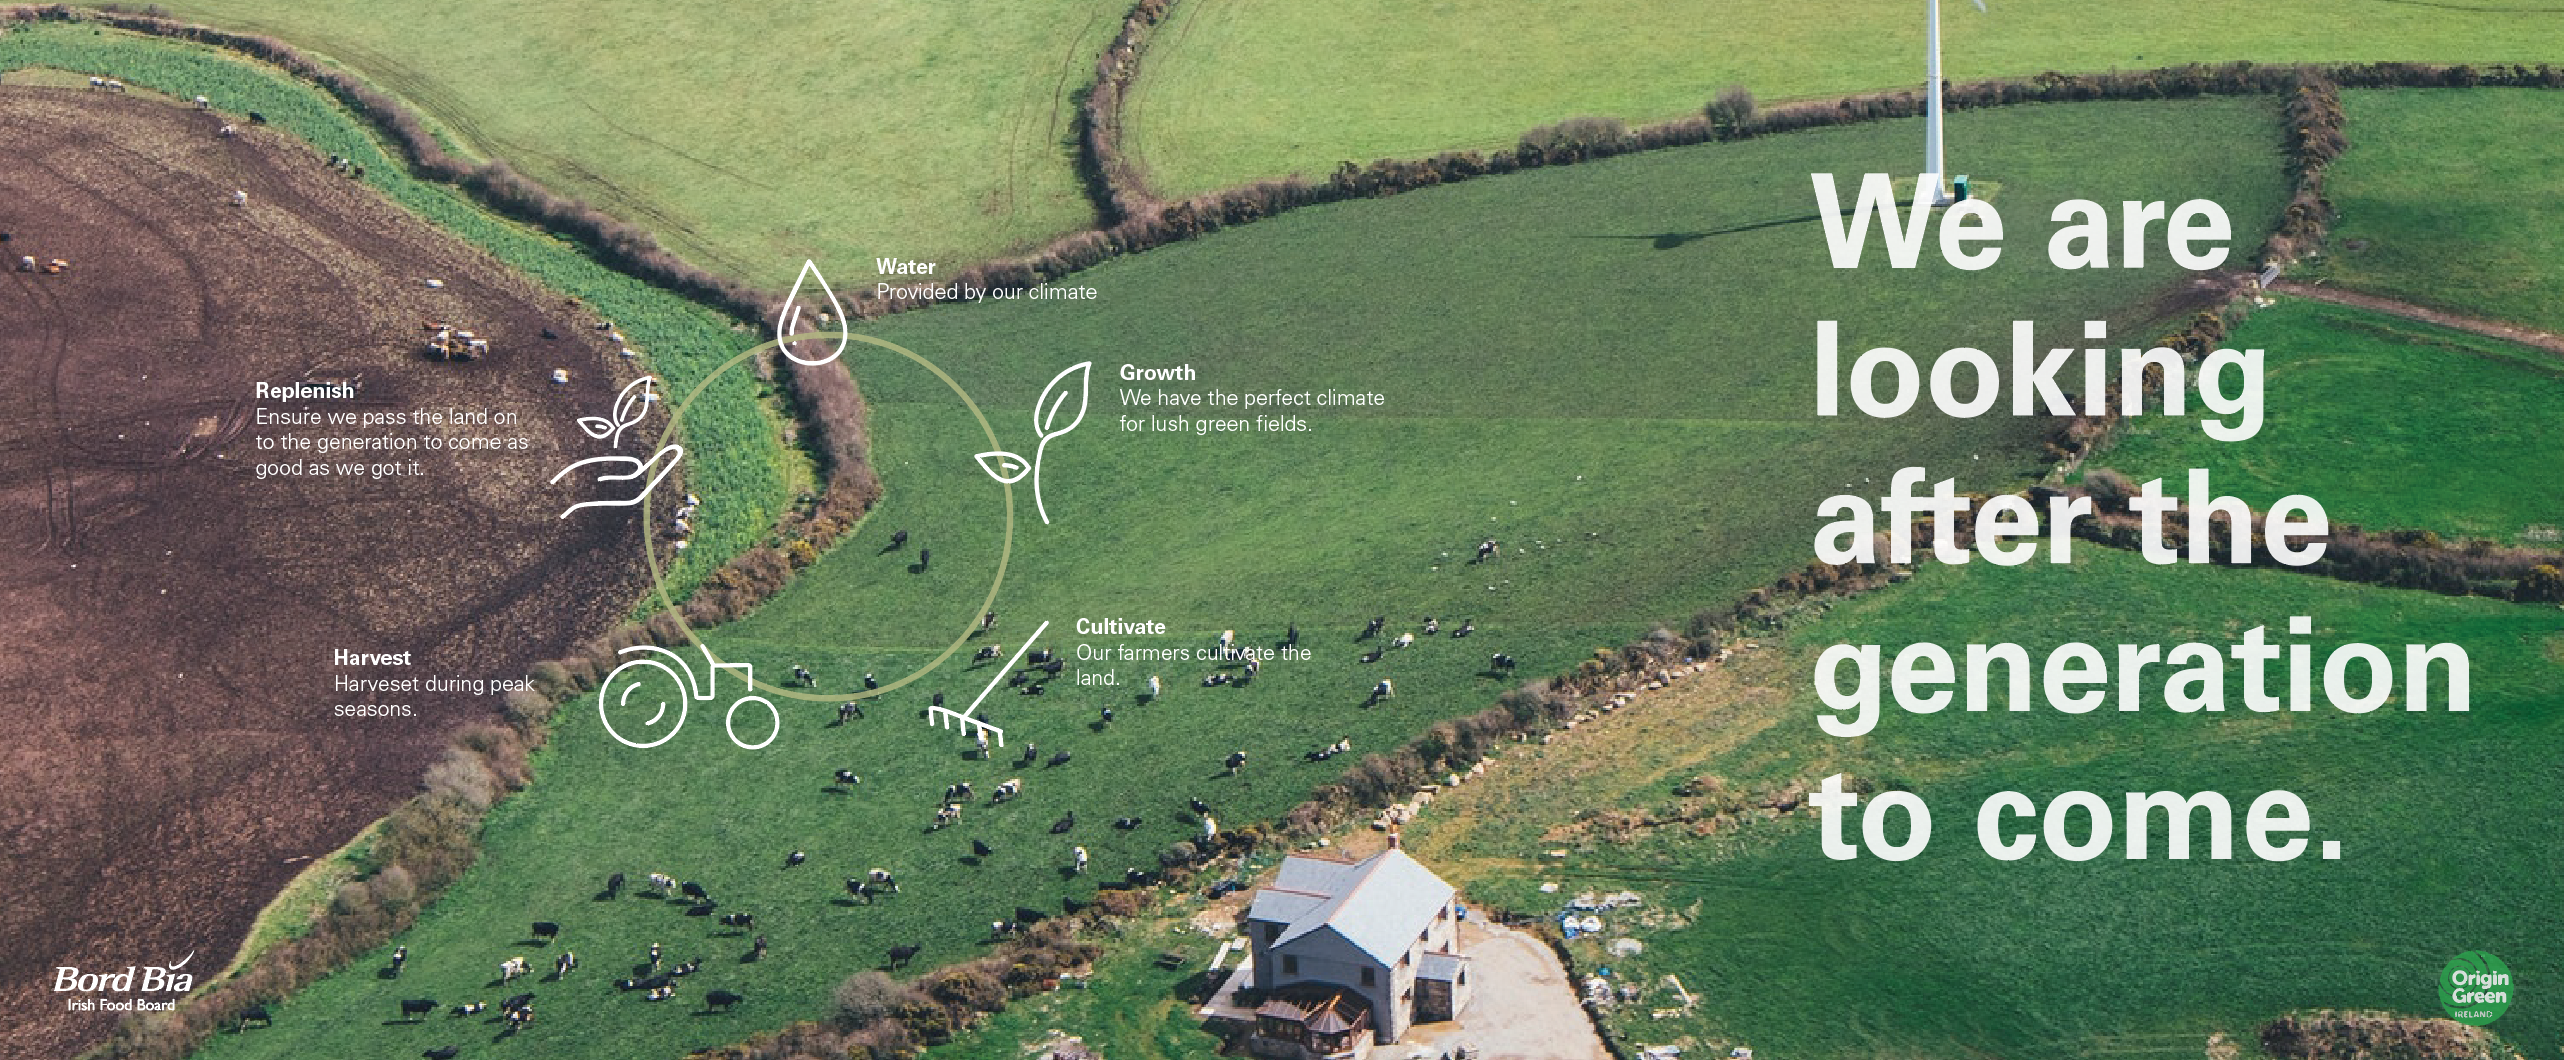 Water
Provided by our climate
Growth
We have the perfect climate
for lush green fields.
Cultivate
Our farmers cultivate the
land.
Harvest
Harveset during peak
seasons.
Replenish
Ensure we pass the land on
to the generation to come as
good as we got it.
We are
looking
after the
generation
to come.
Bord Bia
Irish Food Board
Origin
Green
IRELAND